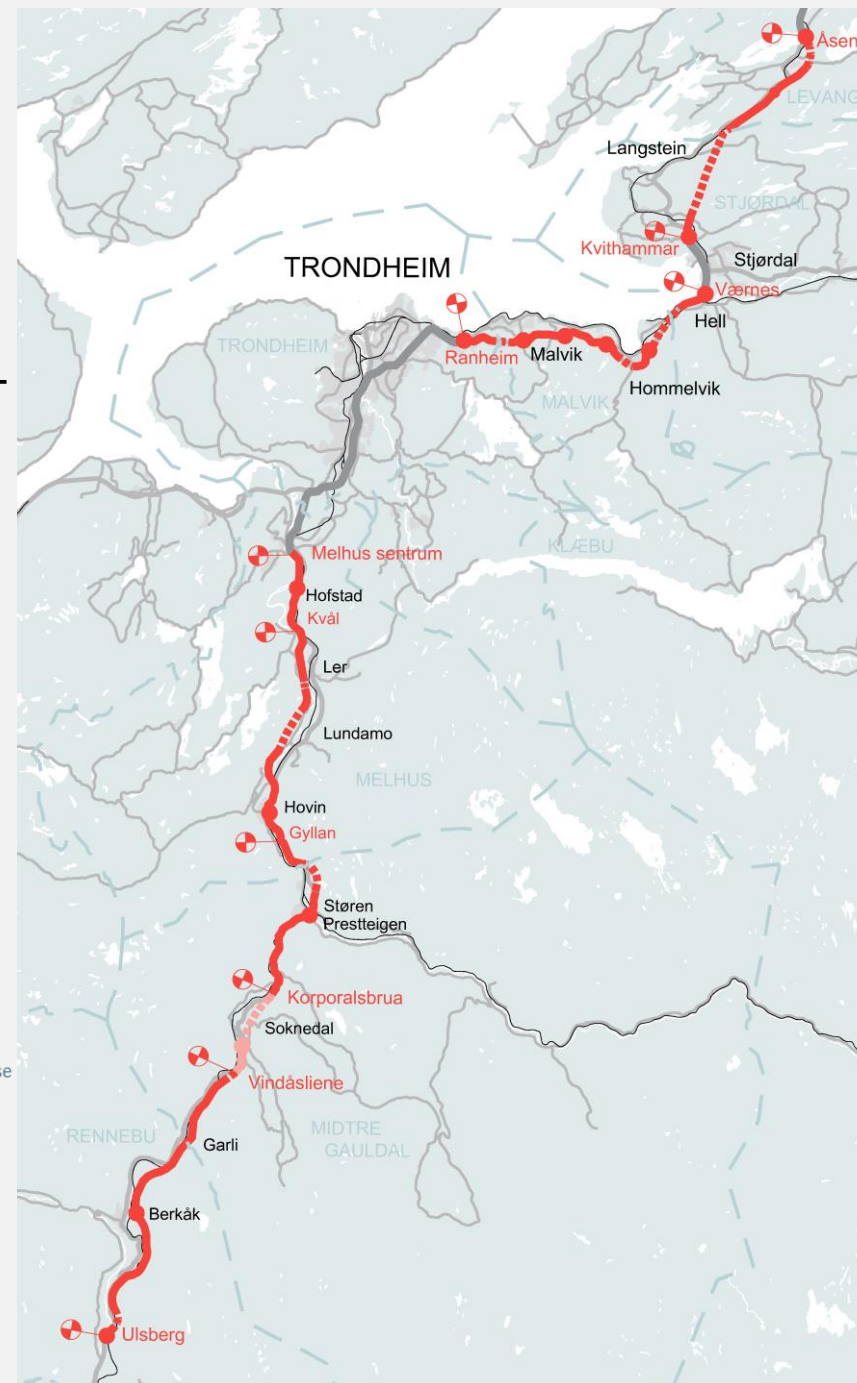 Åsen
LEVANG
Langstein
STJØRDAL
Kvithammar
Stjørdal
TRONDHEIM
Værnes
Hell
TRONDHEIM
Ranheim
Malvik
Hommelvik
MALVIK
KLÆBU
Melhus sentrum
Hofstad
Kvål
Ler
Lundamo
MELHUS
Hovin
Gyllan
Støren
Prestteigen
Korporalsbrua
Soknedal
se
Vindåsliene
RENNEBU
MIDTRE
GAULDAL
Garli
Berkåk
Ulsberg